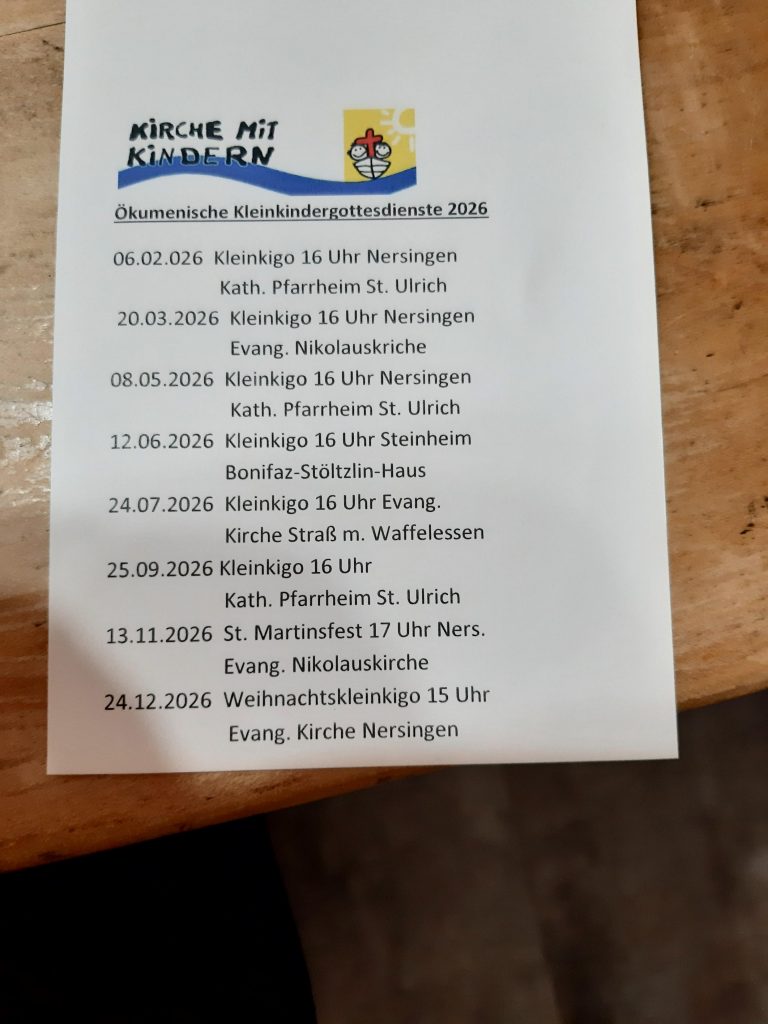 KiRCHE MiT
KiNDERN
Ökumenische Kleinkindergottesdienste 2026
06.02.026 Kleinkigo 16 Uhr Nersingen
Kath. Pfarrheim St. Ulrich
20.03.2026 Kleinkigo 16 Uhr Nersingen
Evang. Nikolauskriche
08.05.2026 Kleinkigo 16 Uhr Nersingen
Kath. Pfarrheim St. Ulrich
12.06.2026 Kleinkigo 16 Uhr Steinheim
Bonifaz-Stöltzlin-Haus
24.07.2026 Kleinkigo 16 Uhr Evang.
Kirche Straß m. Waffelessen
25.09.2026 Kleinkigo 16 Uhr
Kath. Pfarrheim St. Ulrich
13.11.2026 St. Martinsfest 17 Uhr Ners.
Evang. Nikolauskirche
24.12.2026 Weihnachtskleinkigo 15 Uhr
Evang. Kirche Nersingen